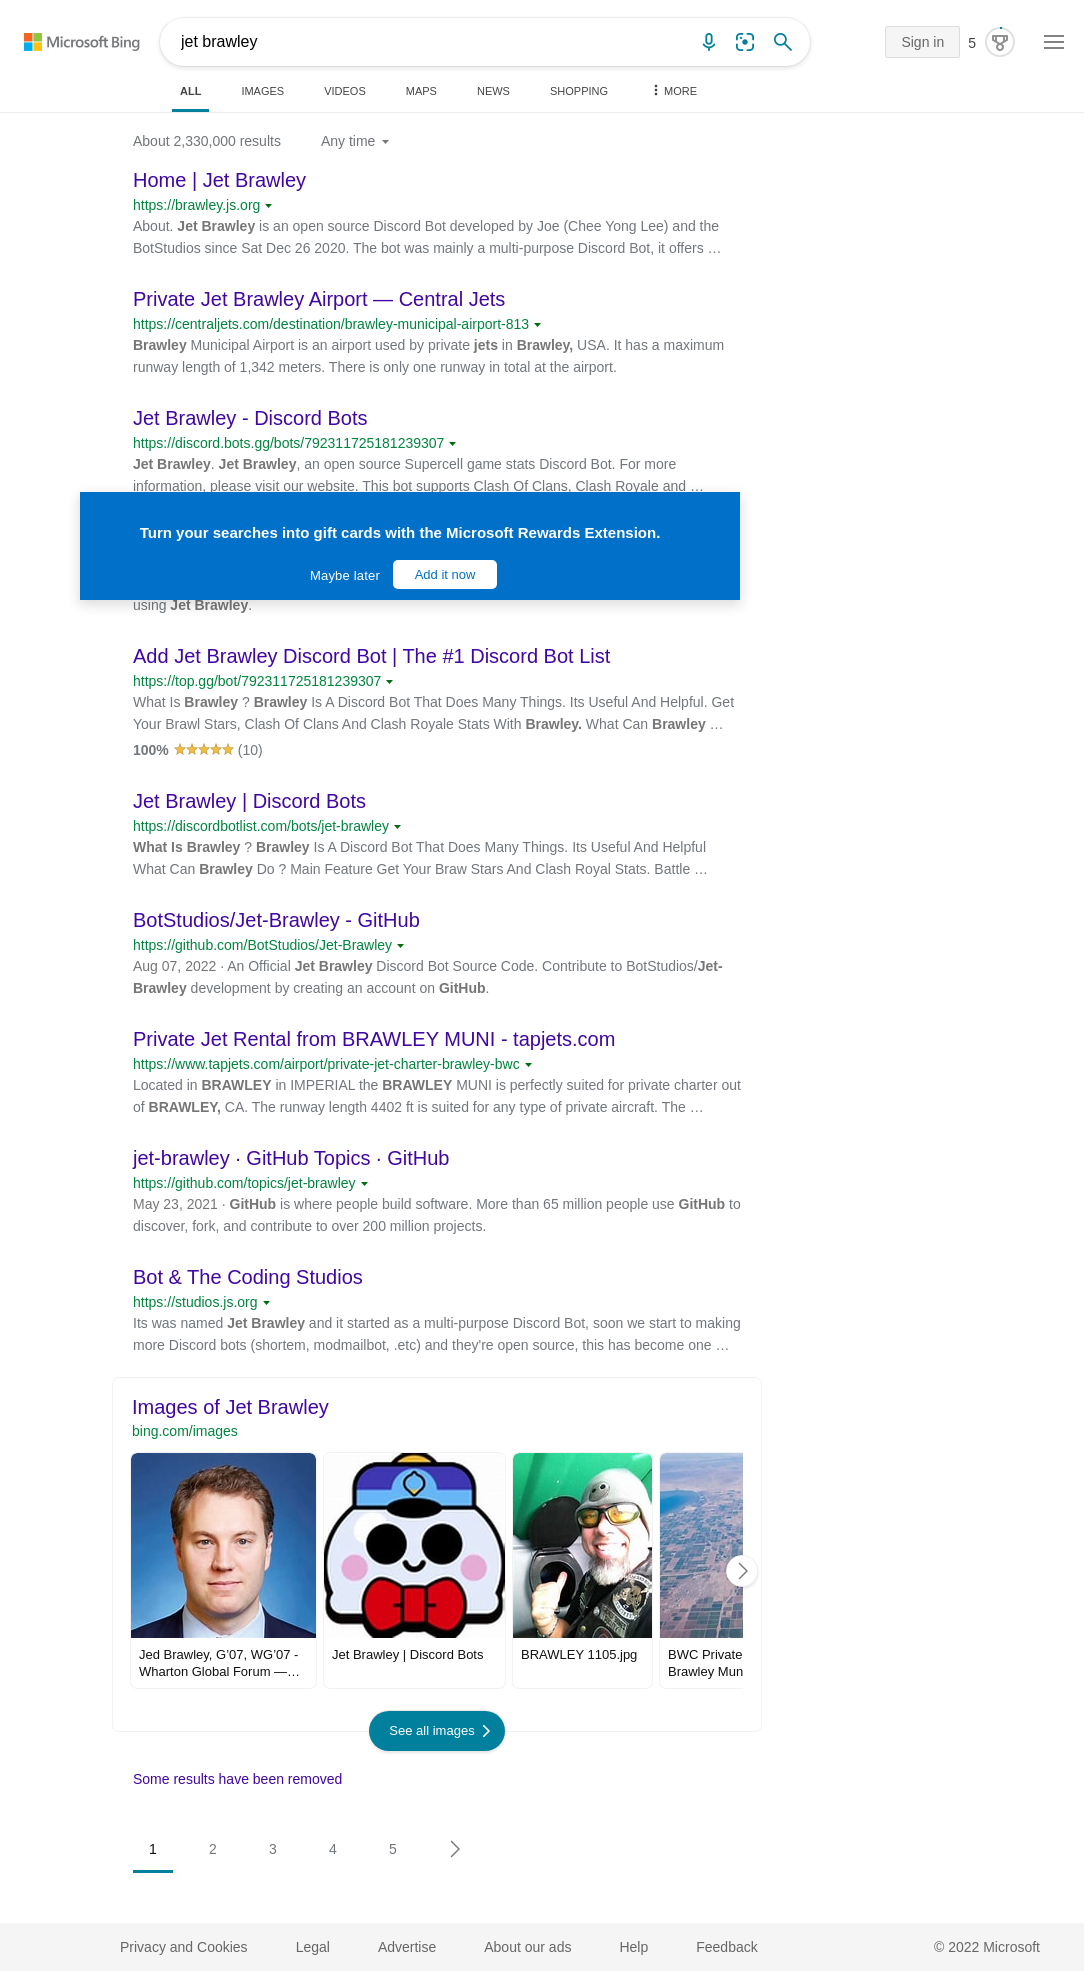 Microsoft Bing
jet brawley
Sign in
5
ALL
IMAGES
VIDEOS
MAPS
NEWS
SHOPPING
MORE
About 2,330,000 results
Any time
Home | Jet Brawley
https://brawley.js.org
About. Jet Brawley is an open source Discord Bot developed by Joe (Chee Yong Lee) and the
BotStudios since Sat Dec 26 2020. The bot was mainly a multi-purpose Discord Bot, it offers …
Private Jet Brawley Airport — Central Jets
https://centraljets.com/destination/brawley-municipal-airport-813
Brawley Municipal Airport is an airport used by private jets in Brawley, USA. It has a maximum
runway length of 1,342 meters. There is only one runway in total at the airport.
Jet Brawley - Discord Bots
https://discord.bots.gg/bots/792311725181239307
Jet Brawley. Jet Brawley, an open source Supercell game stats Discord Bot. For more
information, please visit our website. This bot supports Clash Of Clans, Clash Royale and …
Turn your searches into gift cards with the Microsoft Rewards Extension.
Maybe later
Add it now
using Jet Brawley.
Add Jet Brawley Discord Bot | The #1 Discord Bot List
https://top.gg/bot/792311725181239307
What Is Brawley ? Brawley Is A Discord Bot That Does Many Things. Its Useful And Helpful. Get
Your Brawl Stars, Clash Of Clans And Clash Royale Stats With Brawley. What Can Brawley …
100% (10)
Jet Brawley | Discord Bots
https://discordbotlist.com/bots/jet-brawley
What Is Brawley ? Brawley Is A Discord Bot That Does Many Things. Its Useful And Helpful
What Can Brawley Do ? Main Feature Get Your Braw Stars And Clash Royal Stats. Battle …
BotStudios/Jet-Brawley - GitHub
https://github.com/BotStudios/Jet-Brawley
Aug 07, 2022 · An Official Jet Brawley Discord Bot Source Code. Contribute to BotStudios/Jet-
Brawley development by creating an account on GitHub.
Private Jet Rental from BRAWLEY MUNI - tapjets.com
https://www.tapjets.com/airport/private-jet-charter-brawley-bwc
Located in BRAWLEY in IMPERIAL the BRAWLEY MUNI is perfectly suited for private charter out
of BRAWLEY, CA. The runway length 4402 ft is suited for any type of private aircraft. The …
jet-brawley · GitHub Topics · GitHub
https://github.com/topics/jet-brawley
May 23, 2021 · GitHub is where people build software. More than 65 million people use GitHub to
discover, fork, and contribute to over 200 million projects.
Bot & The Coding Studios
https://studios.js.org
Its was named Jet Brawley and it started as a multi-purpose Discord Bot, soon we start to making
more Discord bots (shortem, modmailbot, .etc) and they're open source, this has become one …
Images of Jet Brawley
bing.com/images
Jed Brawley, G'07, WG'07 -
Wharton Global Forum —…
Jet Brawley | Discord Bots
BRAWLEY 1105.jpg
BWC Private
Brawley Mun
See all images
Some results have been removed
1
2
3
4
5
Privacy and Cookies
Legal
Advertise
About our ads
Help
Feedback
© 2022 Microsoft